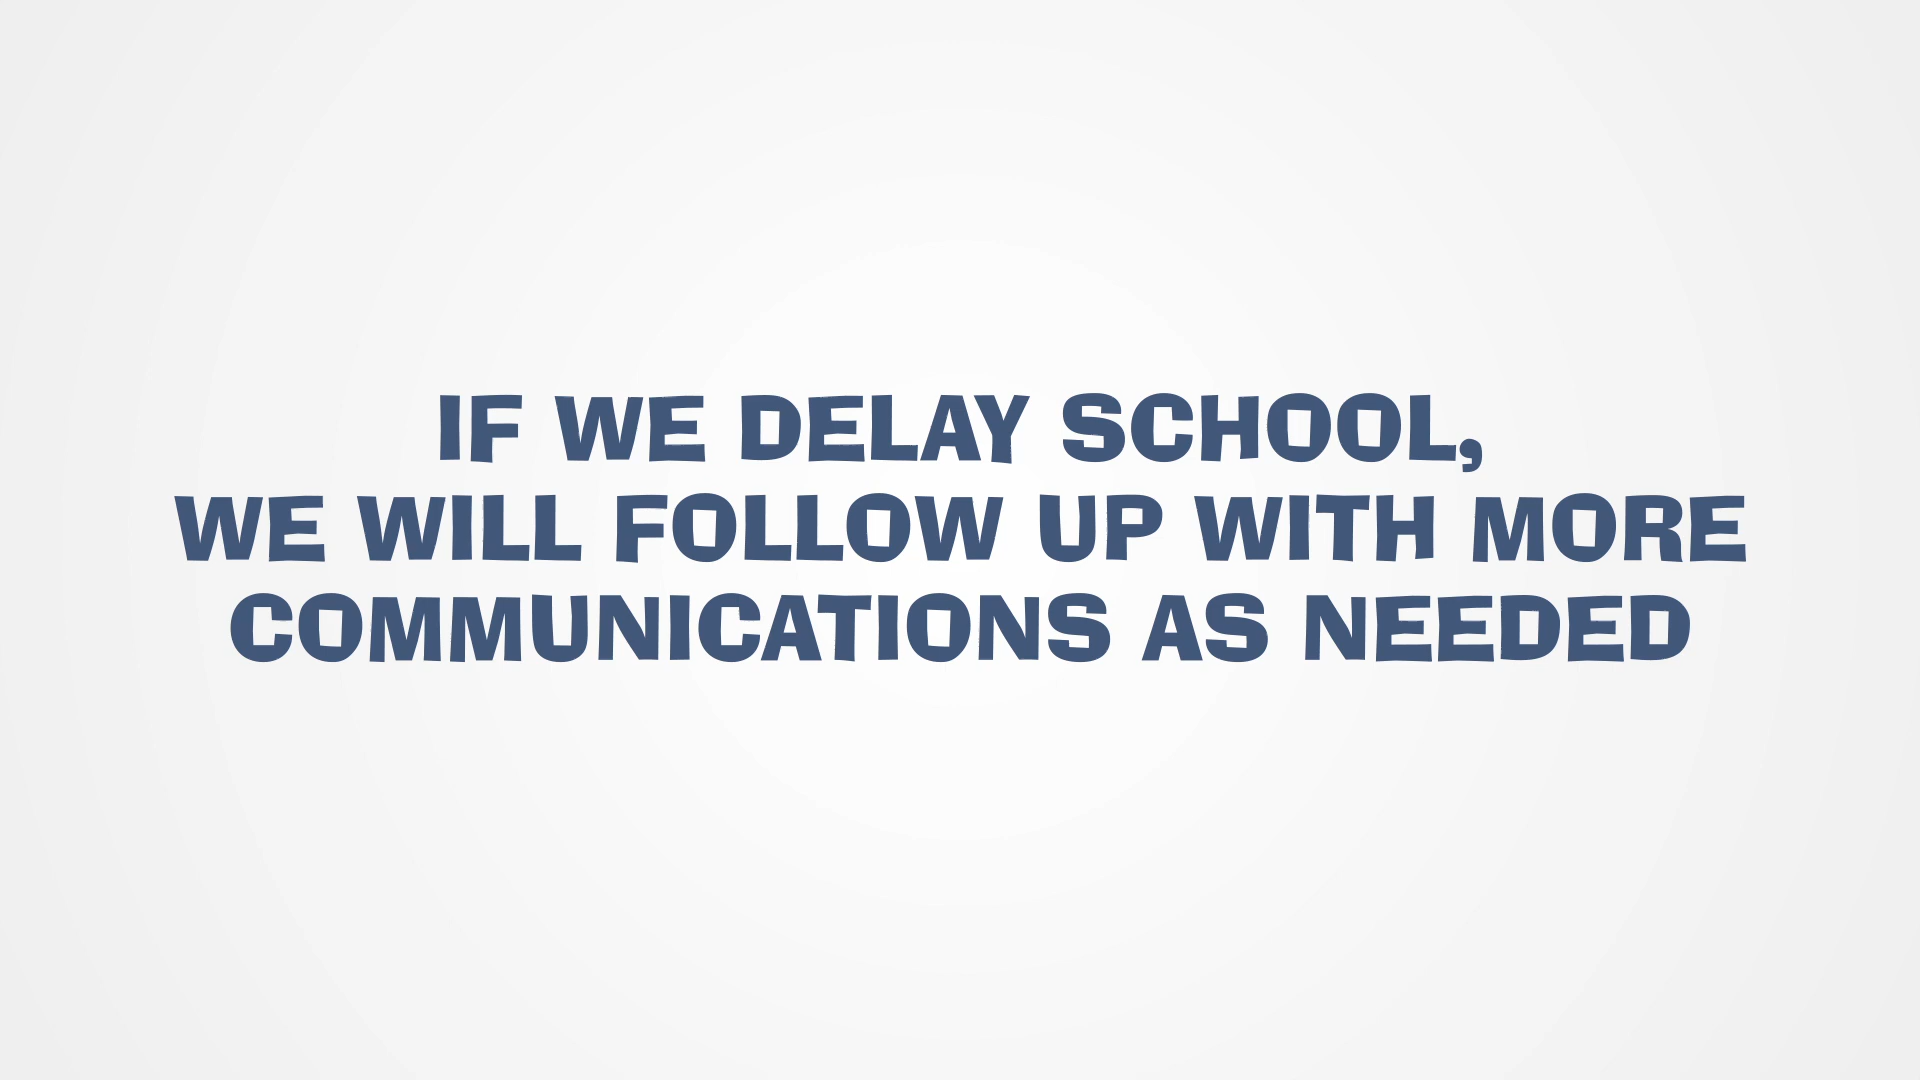 IF WE DELAY SCHOOL,
WE WILL FOLLOW UP WITH MORE
COMMUNICATIONS AS NEEDED